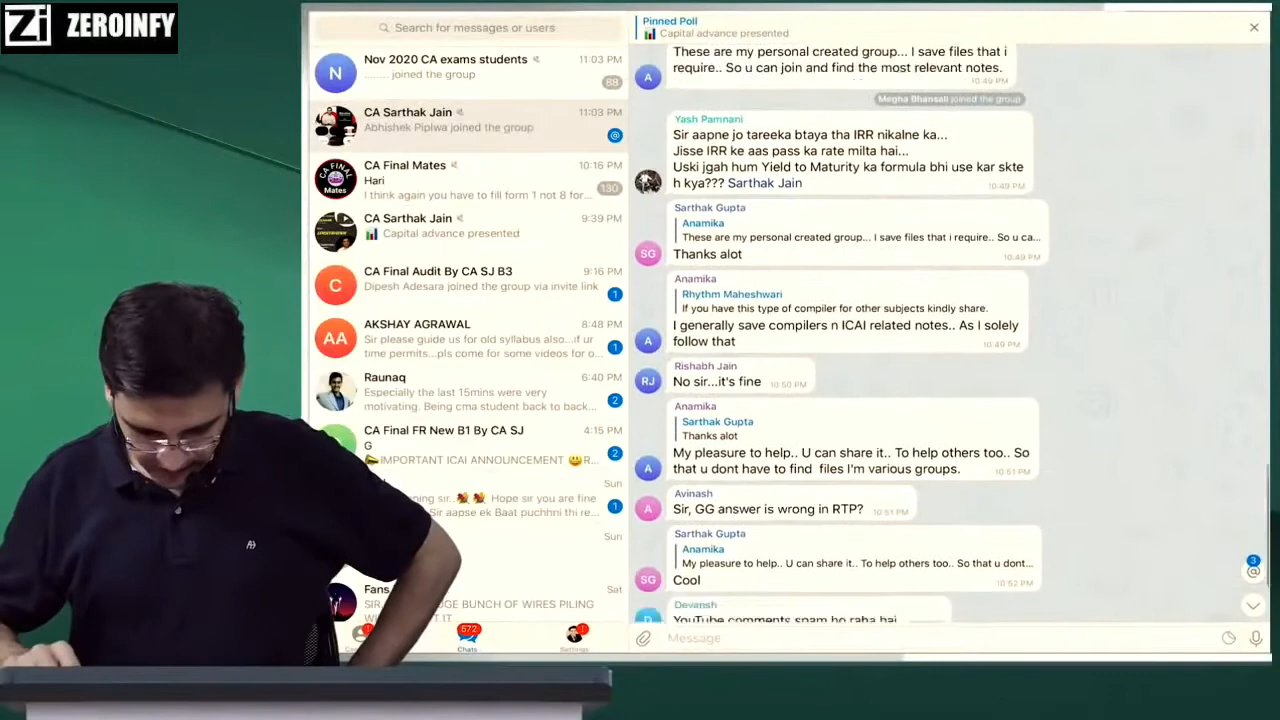 Zi ZEROINFY
Search for messages or users
N
Nov 2020 CA exams students
11:03 PM
........ joined the group
88
CA Sarthak Jain
11:03 PM
Abhishek Piplwa joined the group
@
CA FINAL
Mates
CA Final Mates
10:16 PM
Hari
I think again you have to fill form 1 not 8 for...
130
CA Sarthak Jain
9:39 PM
Capital advance presented
C
CA Final Audit By CA SJ B3
9:16 PM
Dipesh Adesara joined the group via invite link
1
AA
AKSHAY AGRAWAL
8:48 PM
Sir please guide us for old syllabus also...if ur
time permits...pls come for some videos for o...
1
Raunaq
6:40 PM
Especially the last 15mins were very
motivating. Being cma student back to back...
2
CA Final FR New B1 By CA SJ
4:15 PM
G
IMPORTANT ICAI ANNOUNCEMENT R...
2
Sun
Hope sir you are fine
Sir aapse ek Baat puchhni thi re...
1
Sun
Fans
Sat
BUNCH OF WIRES PILING
IT
572
Chats
Settings
Pinned Poll
Capital advance presented
These are my personal created group... I save files that i
require.. So u can join and find the most relevant notes.
10:49 PM
A
Megha Bhansali joined the group
Yash Pamnani
Sir aapne jo tareeka btaya tha IRR nikalne ka...
Jisse IRR ke aas pass ka rate milta hai...
Uski jgah hum Yield to Maturity ka formula bhi use kar skte
h kya??? Sarthak Jain
10:49 PM
Sarthak Gupta
Anamika
These are my personal created group... I save files that i require.. So u ca...
SG
Thanks alot
10:49 PM
Anamika
Rhythm Maheshwari
If you have this type of compiler for other subjects kindly share.
I generally save compilers n ICAI related notes.. As I solely
follow that
10:49 PM
A
Rishabh Jain
RJ
No sir...it's fine
10:50 PM
Anamika
Sarthak Gupta
Thanks alot
My pleasure to help.. U can share it.. To help others too.. So
that u dont have to find files I'm various groups.
10:51 PM
A
Avinash
A
Sir, GG answer is wrong in RTP?
10:51 PM
Sarthak Gupta
Anamika
My pleasure to help.. U can share it.. To help others too.. So that u dont...
SG
Cool
10:52 PM
3
@
Devansh
D
YouTube comments spam ho raha hai
Message